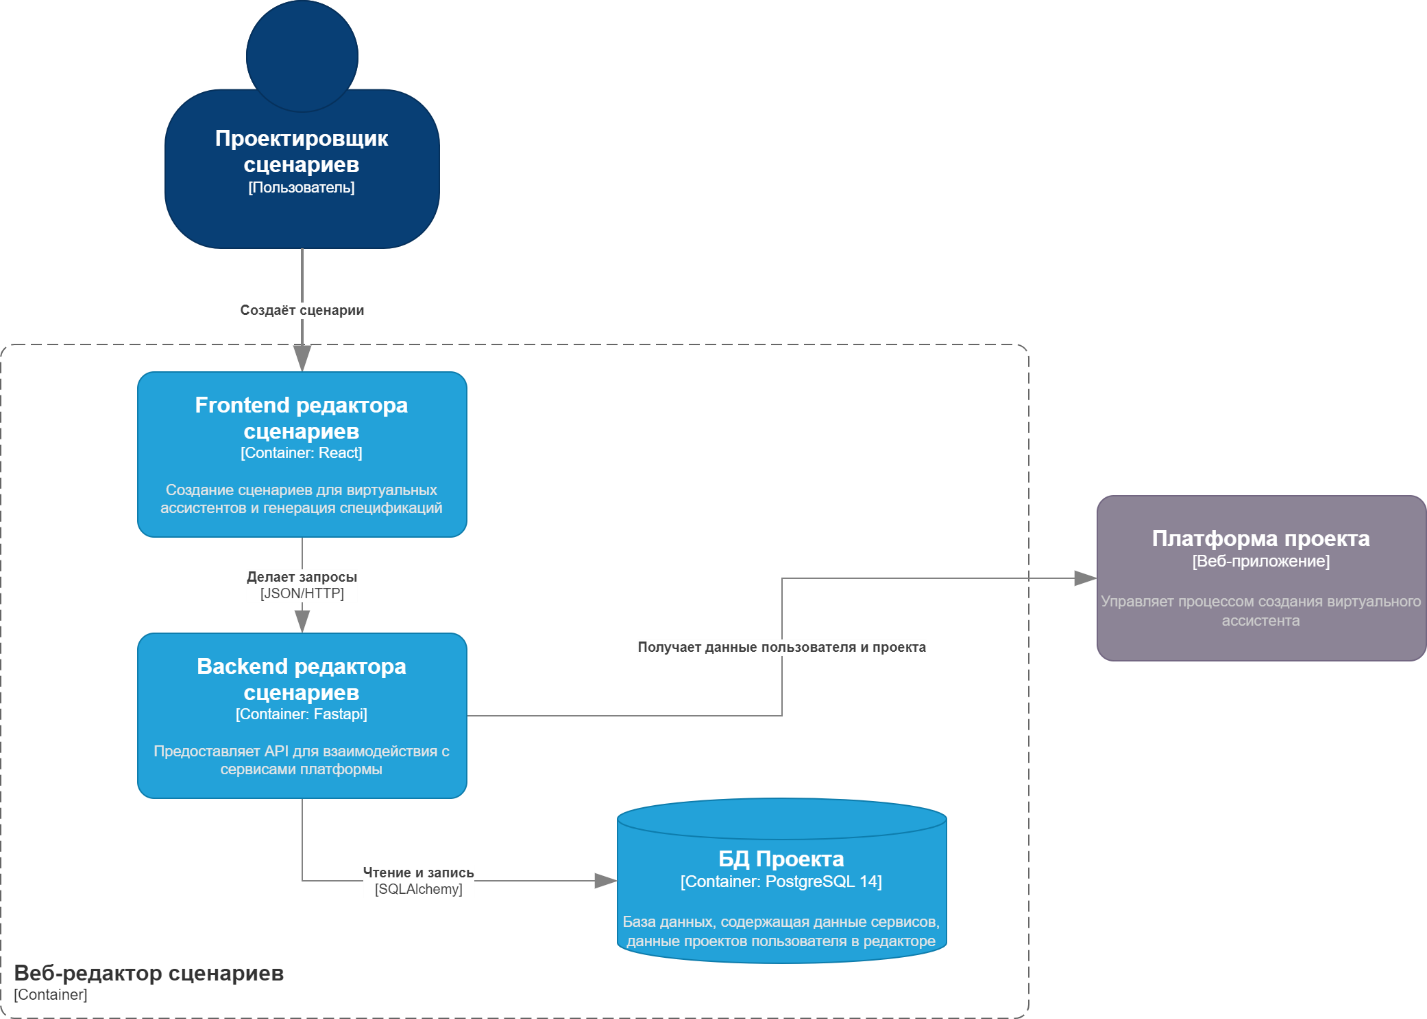 Проектировщик
сценариев
[Пользователь]
Создаёт сценарии
Frontend редактора
сценариев
[Container: React]
Создание сценариев для виртуальных
ассистентов и генерация спецификаций
Делает запросы
[JSON/HTTP]
Backend редактора
сценариев
[Container: Fastapi]
Предоставляет API для взаимодействия с
сервисами платформы
Получает данные пользователя и проекта
Платформа проекта
[Веб-приложение]
Управляет процессом создания виртуального
ассистента
Чтение и запись
[SQLAlchemy]
БД Проекта
[Container: PostgreSQL 14]
База данных, содержащая данные сервисов,
данные проектов пользователя в редакторе
Веб-редактор сценариев
[Container]